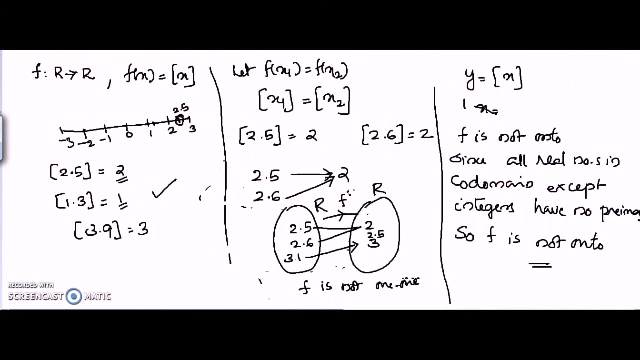 f: R→R , f(x) = [x]
2.5
-3 -2 -1 0 1 2 3
[2.5] = 2
[1.3] = 1
[3.9] = 3
Let f(x₁) = f(x₂)
[x₁] = [x₂]
[2.5] = 2 [2.6] = 2
2.5 → 2
2.6
R f R
2.5 2
2.6 2.5
3.1 3
f is not one-one
y = [x]
f is not onto
Since all real no.s in
Codomain except
integers have no preimage
So f is not onto
RECORDED WITH
SCREENCAST MATIC